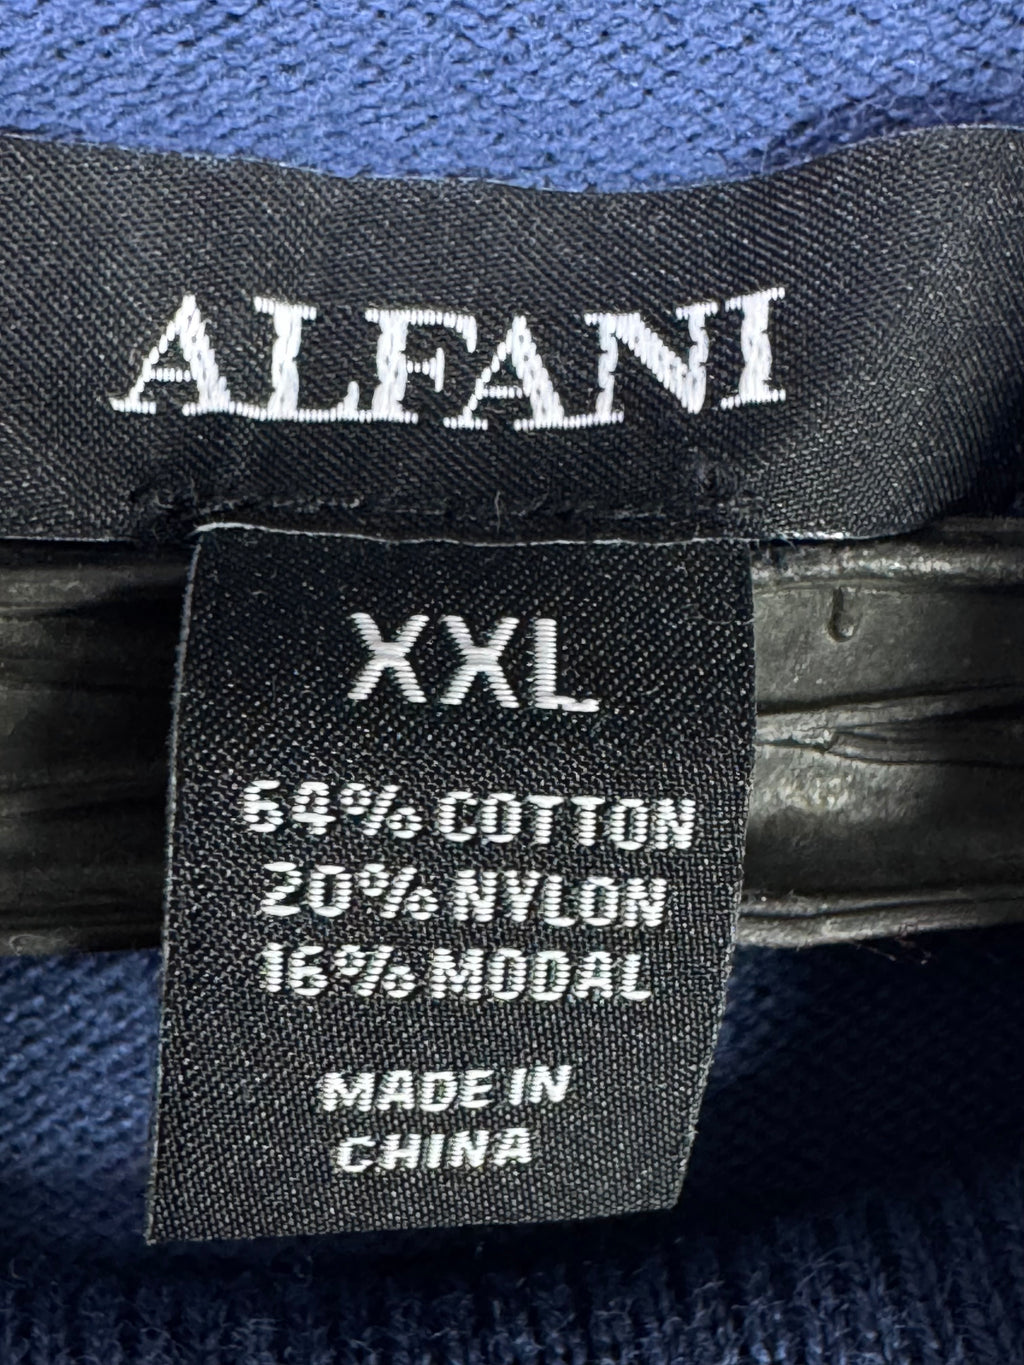 ALFANI
XXL
64% COTTON
20% NYLON
16% MODAL
MADE IN
CHINA